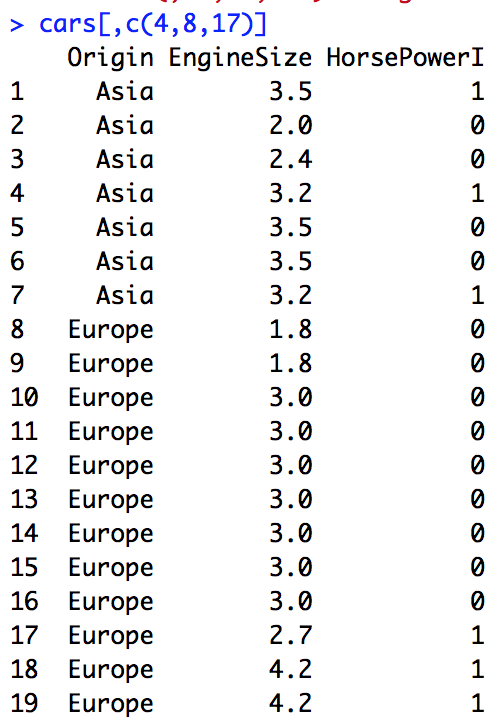 > cars[,c(4,8,17)]
Origin EngineSize HorsePowerI
1 Asia 3.5 1
2 Asia 2.0 0
3 Asia 2.4 0
4 Asia 3.2 1
5 Asia 3.5 0
6 Asia 3.5 0
7 Asia 3.2 1
8 Europe 1.8 0
9 Europe 1.8 0
10 Europe 3.0 0
11 Europe 3.0 0
12 Europe 3.0 0
13 Europe 3.0 0
14 Europe 3.0 0
15 Europe 3.0 0
16 Europe 3.0 0
17 Europe 2.7 1
18 Europe 4.2 1
19 Europe 4.2 1